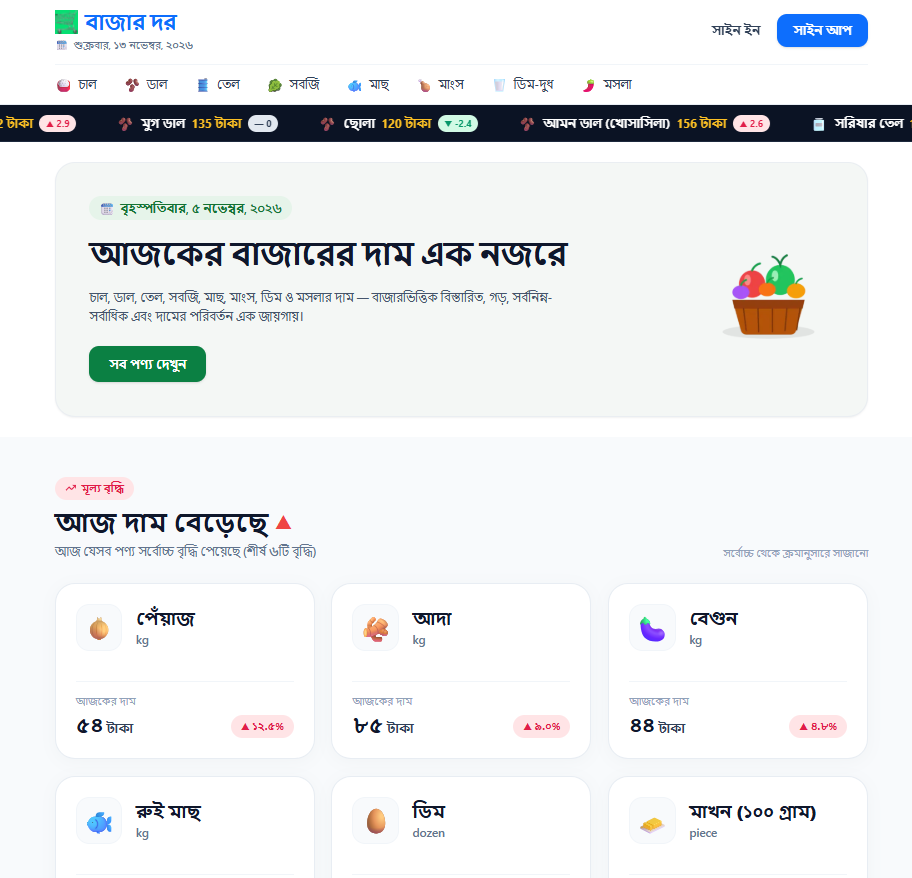 বাজার দর
শুক্রবার, ১৩ নভেম্বর, ২০২৬
সাইন ইন
সাইন আপ
চাল ডাল তেল সবজি মাছ মাংস ডিম-দুধ মসলা
টাকা ▲ 2.9 মুগ ডাল 135 টাকা — 0 ছোলা 120 টাকা ▼ -2.4 আমন ডাল (খোসাসিলা) 156 টাকা ▲ 2.6 সরিষার তেল
বৃহস্পতিবার, ৫ নভেম্বর, ২০২৬
আজকের বাজারের দাম এক নজরে
চাল, ডাল, তেল, সবজি, মাছ, মাংস, ডিম ও মসলার দাম — বাজারভিত্তিক বিস্তারিত, গড়, সর্বনিম্ন-
সর্বাধিক এবং দামের পরিবর্তন এক জায়গায়।
সব পণ্য দেখুন
মূল্য বৃদ্ধি
আজ দাম বেড়েছে
আজ যেসব পণ্য সর্বোচ্চ বৃদ্ধি পেয়েছে (শীর্ষ ৬টি বৃদ্ধি)
সর্বোচ্চ থেকে ক্রমানুসারে সাজানো
পেঁয়াজ
kg
আজকের দাম
৫৪ টাকা ▲ ১২.৫%
আদা
kg
আজকের দাম
৮৫ টাকা ▲ ৯.০%
বেগুন
kg
আজকের দাম
44 টাকা ▲ ৪.৮%
রুই মাছ
kg
ডিম
dozen
মাখন (১০০ গ্রাম)
piece